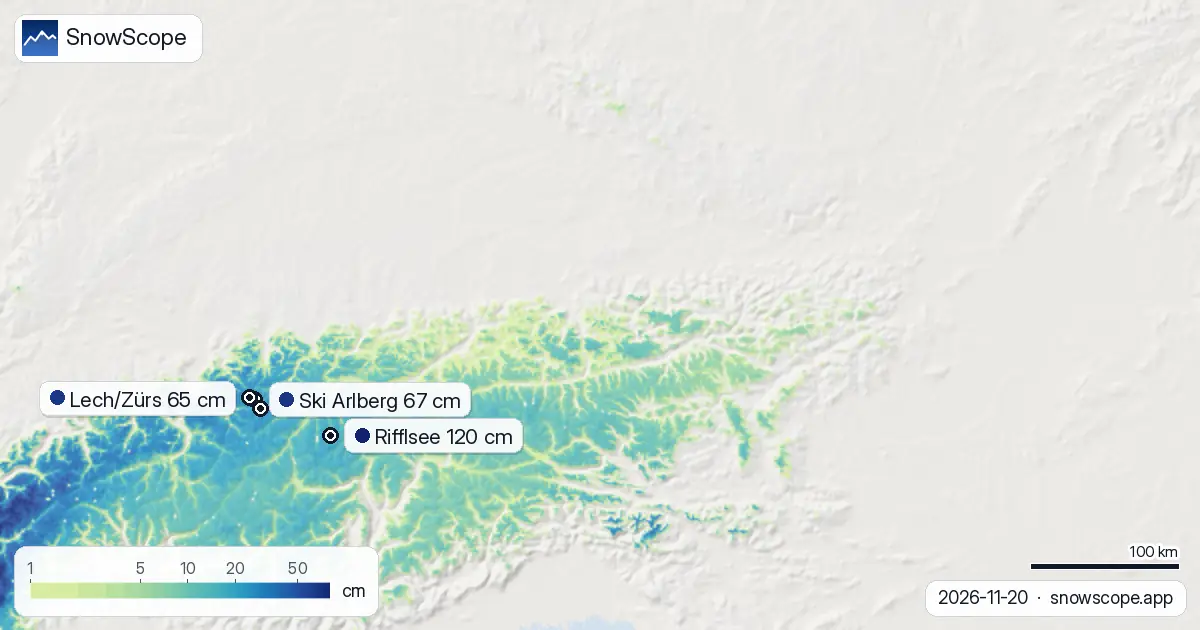 SnowScope
Lech/Zürs 65 cm
Ski Arlberg 67 cm
Rifflsee 120 cm
1 5 10 20 50
cm
100 km
2026-11-20 · snowscope.app